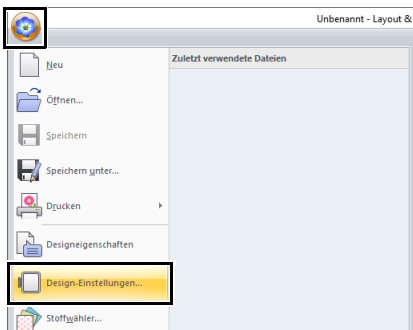 Unbenannt - Layout &
Zuletzt verwendete Dateien
Neu
Öffnen...
Speichern
Speichern unter...
Drucken
Designeigenschaften
Design-Einstellungen...
Stoffwähler...